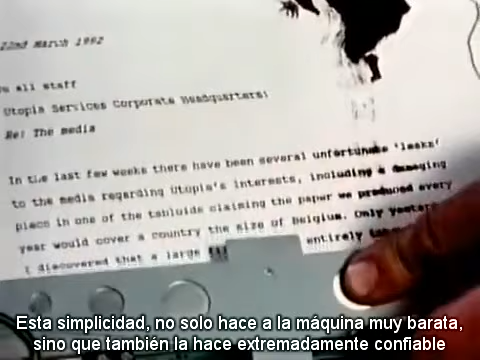 22nd March 1992
all staff
Utopia Services Corporate Headquarters:
Re: The media
In the last few weeks there have been several unfortunate 'leaks'
to the media regarding Utopia's interests, including a damaging
piece in one of the tabloids claiming the paper we produced every
year would cover a country the size of Belgium. Only yesterday
I discovered that a large
entirely
Esta simplicidad, no solo hace a la máquina muy barata,
sino que también la hace extremadamente confiable